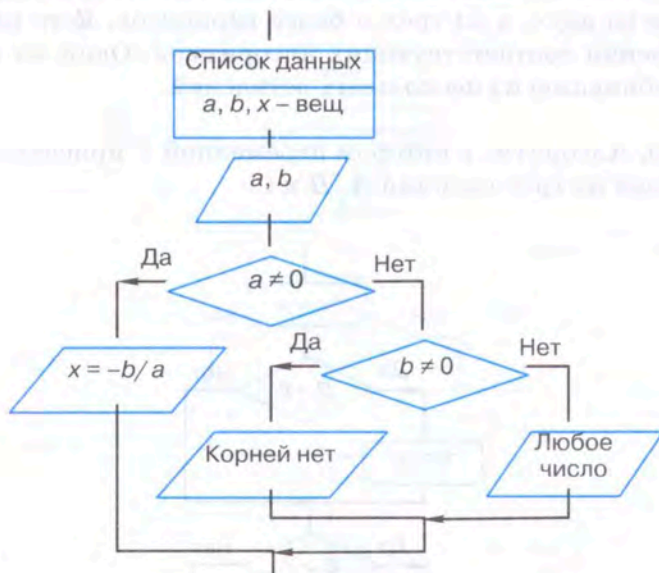 Список данных
a, b, x – вещ
a, b
Да
a ≠ 0
Нет
x = –b/a
Да
b ≠ 0
Нет
Корней нет
Любое
число